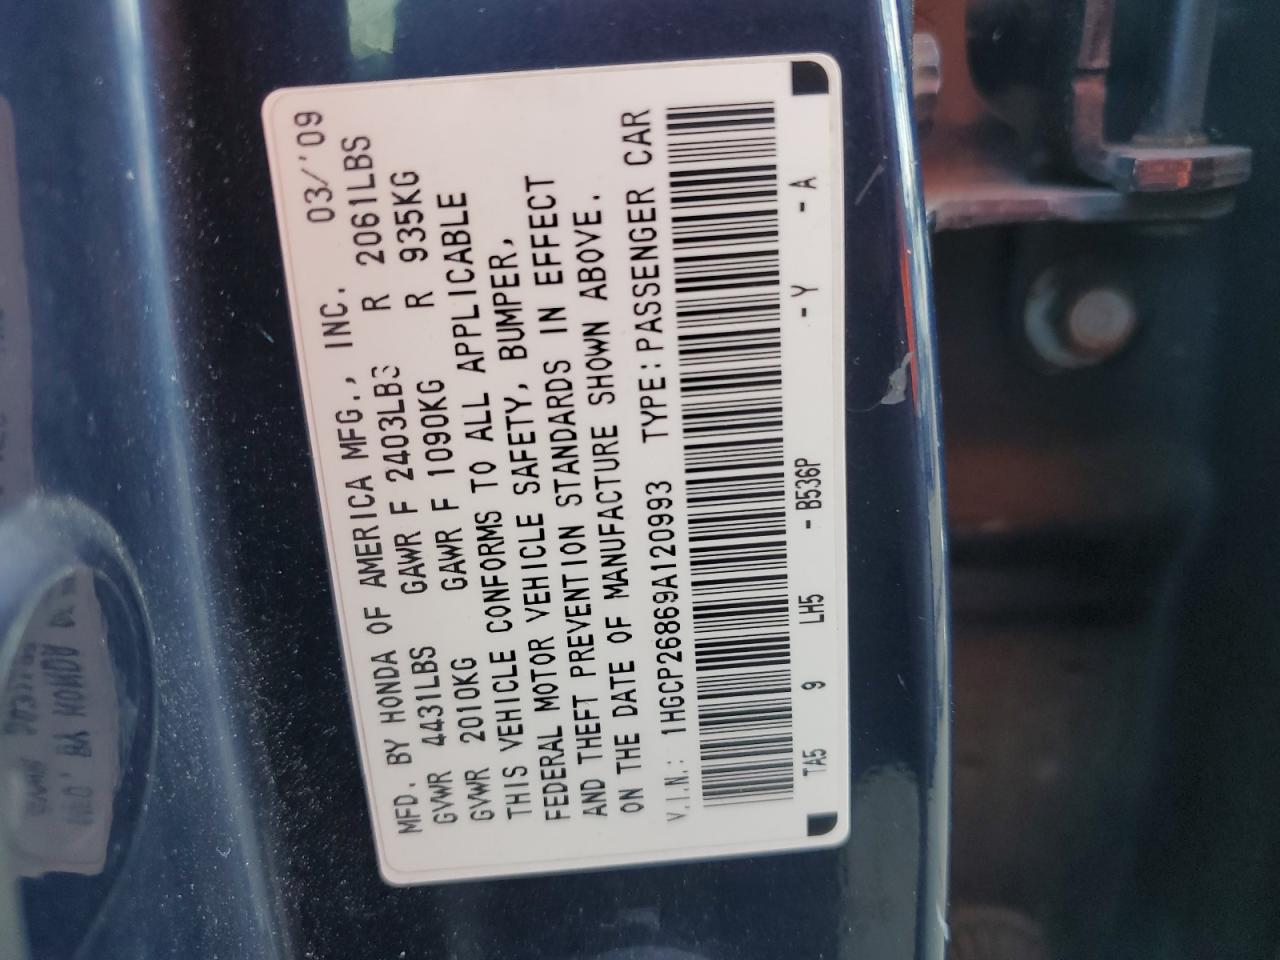 MFD. BY HONDA OF AMERICA MFG., INC. 03/'09
GVWR 4431LBS GAWR F 2403LBS R 2061LBS
GVWR 2010KG GAWR F 1090KG R 935KG
THIS VEHICLE CONFORMS TO ALL APPLICABLE
FEDERAL MOTOR VEHICLE SAFETY, BUMPER,
AND THEFT PREVENTION STANDARDS IN EFFECT
ON THE DATE OF MANUFACTURE SHOWN ABOVE.
V.I.N.: 1HGCP26869A120993 TYPE: PASSENGER CAR
TA5 9 LH5 - B536P - Y - A